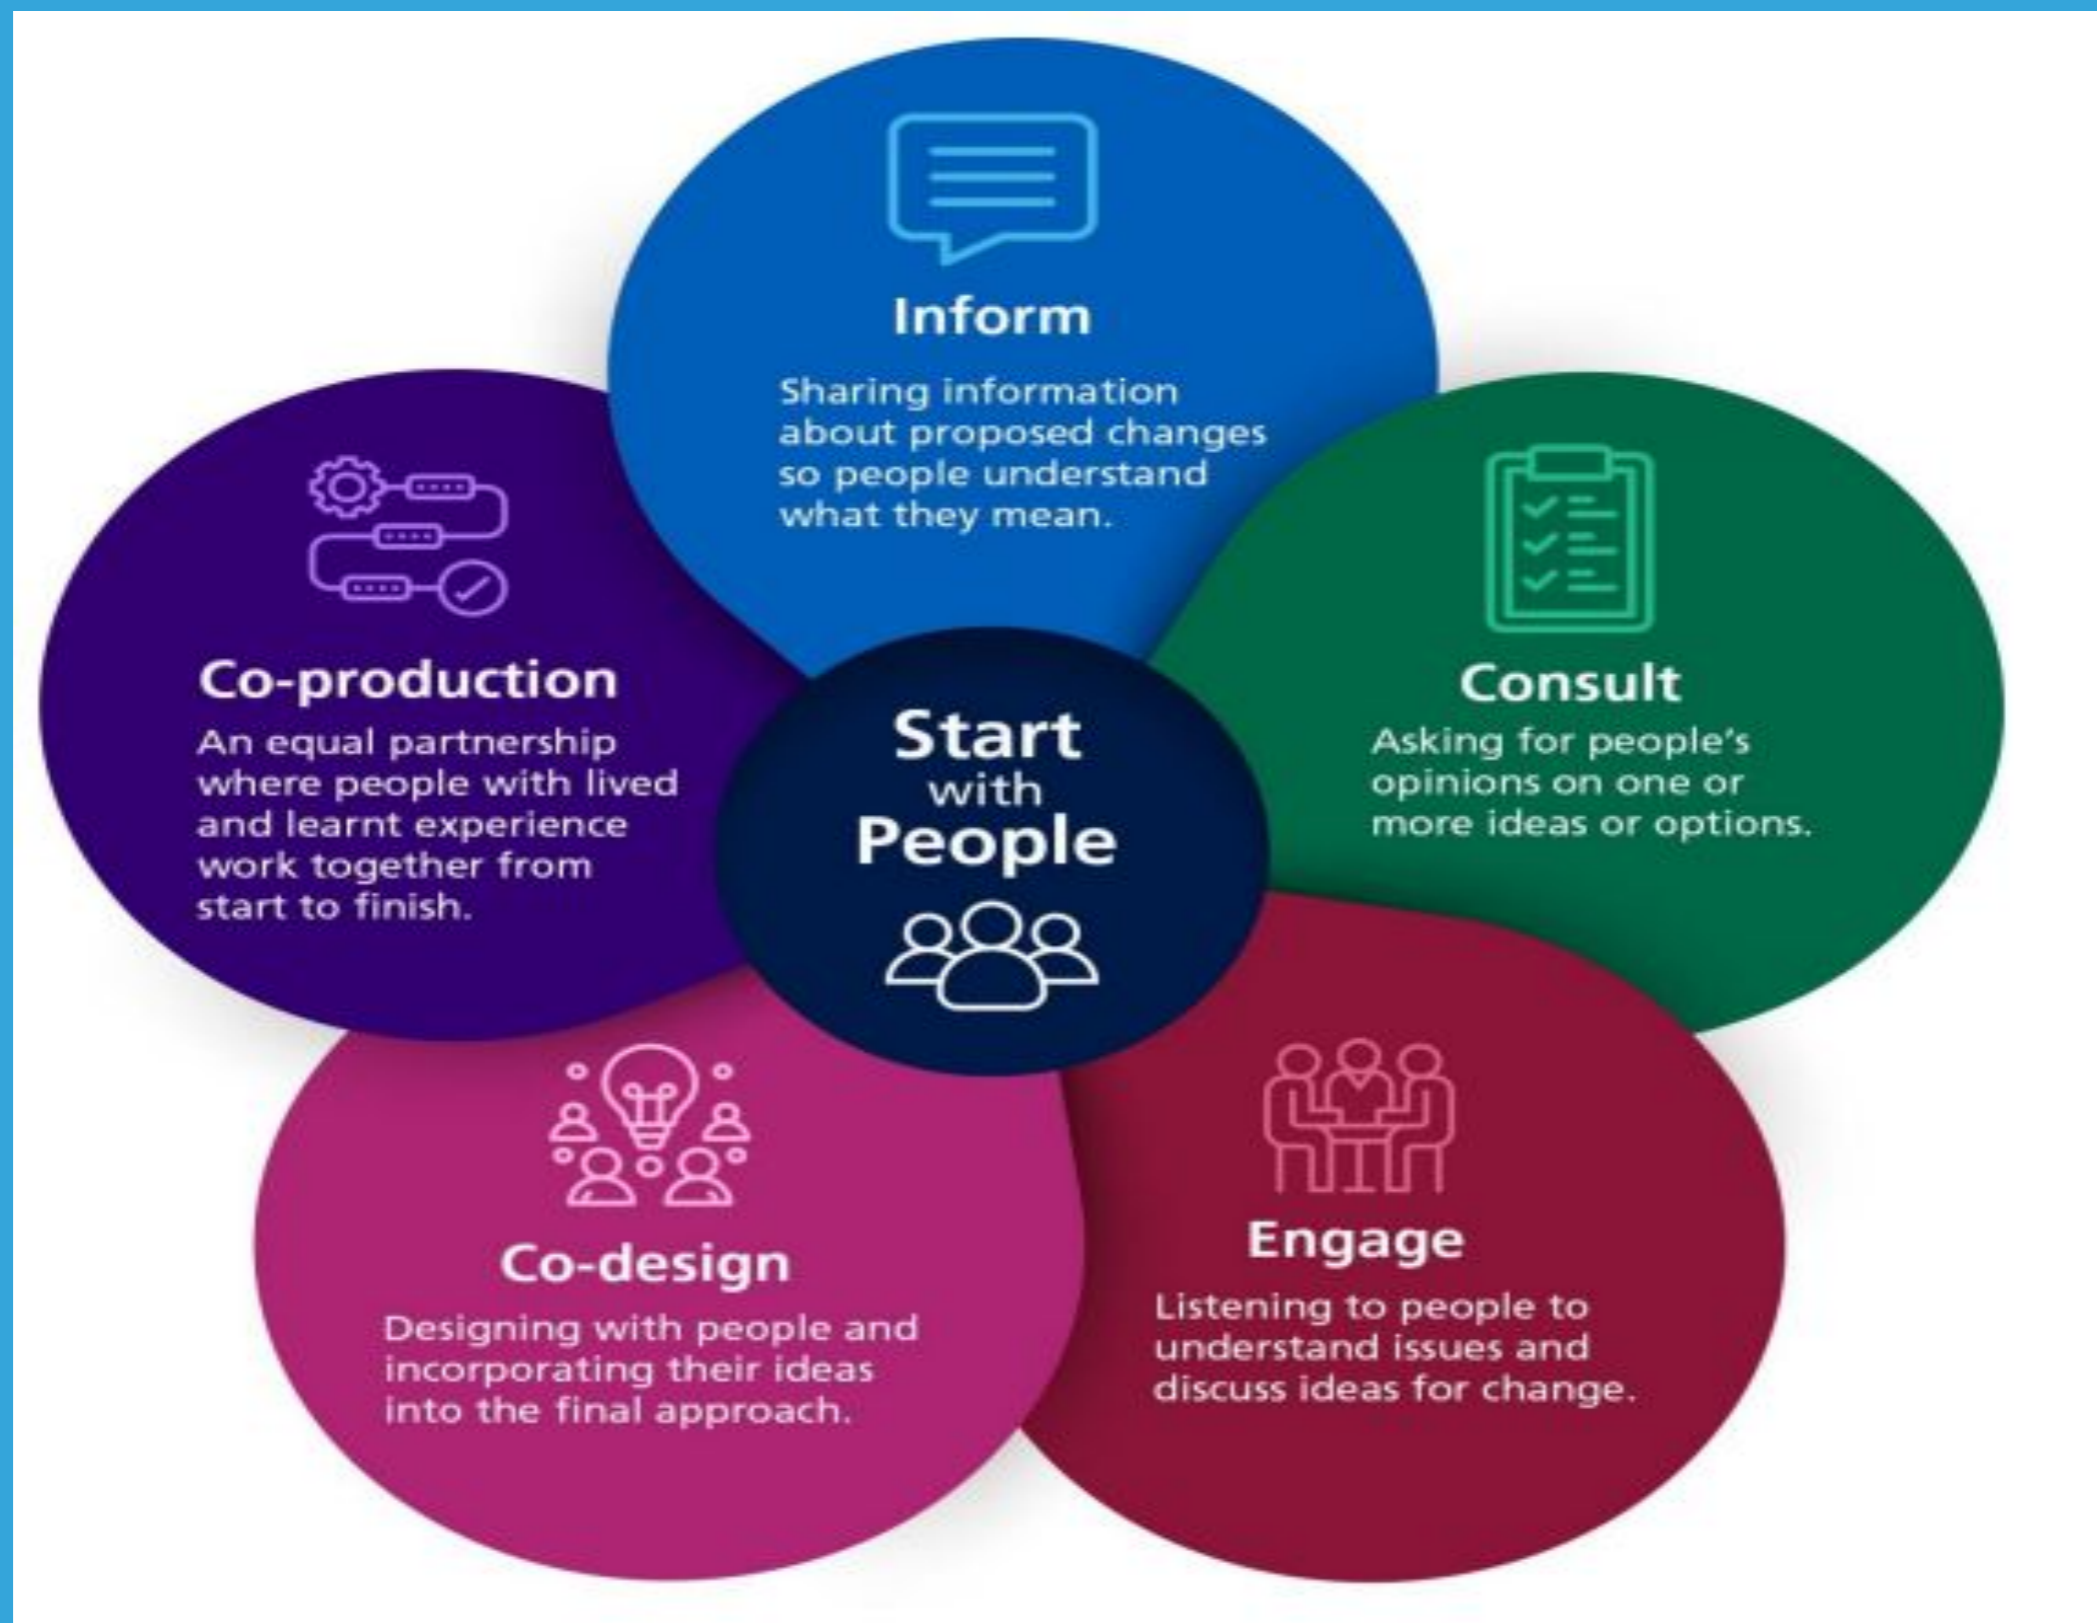 Inform
Sharing information
about proposed changes
so people understand
what they mean.
Consult
Asking for people's
opinions on one or
more ideas or options.
Engage
Listening to people to
understand issues and
discuss ideas for change.
Co-design
Designing with people and
incorporating their ideas
into the final approach.
Co-production
An equal partnership
where people with lived
and learnt experience
work together from
start to finish.
Start
with
People